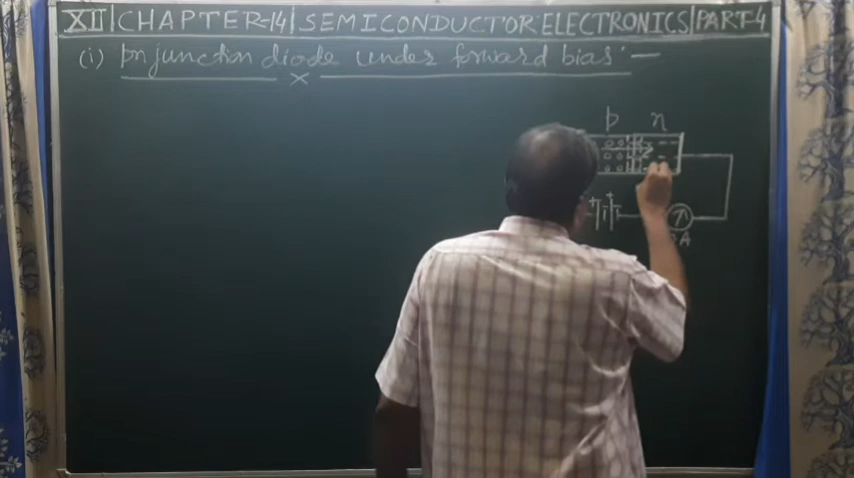 XII|CHAPTER-14|SEMICONDUCTOR ELECTRONICS|PART-4
(i) pn junction diode under forward bias:—
p n
+ +
A